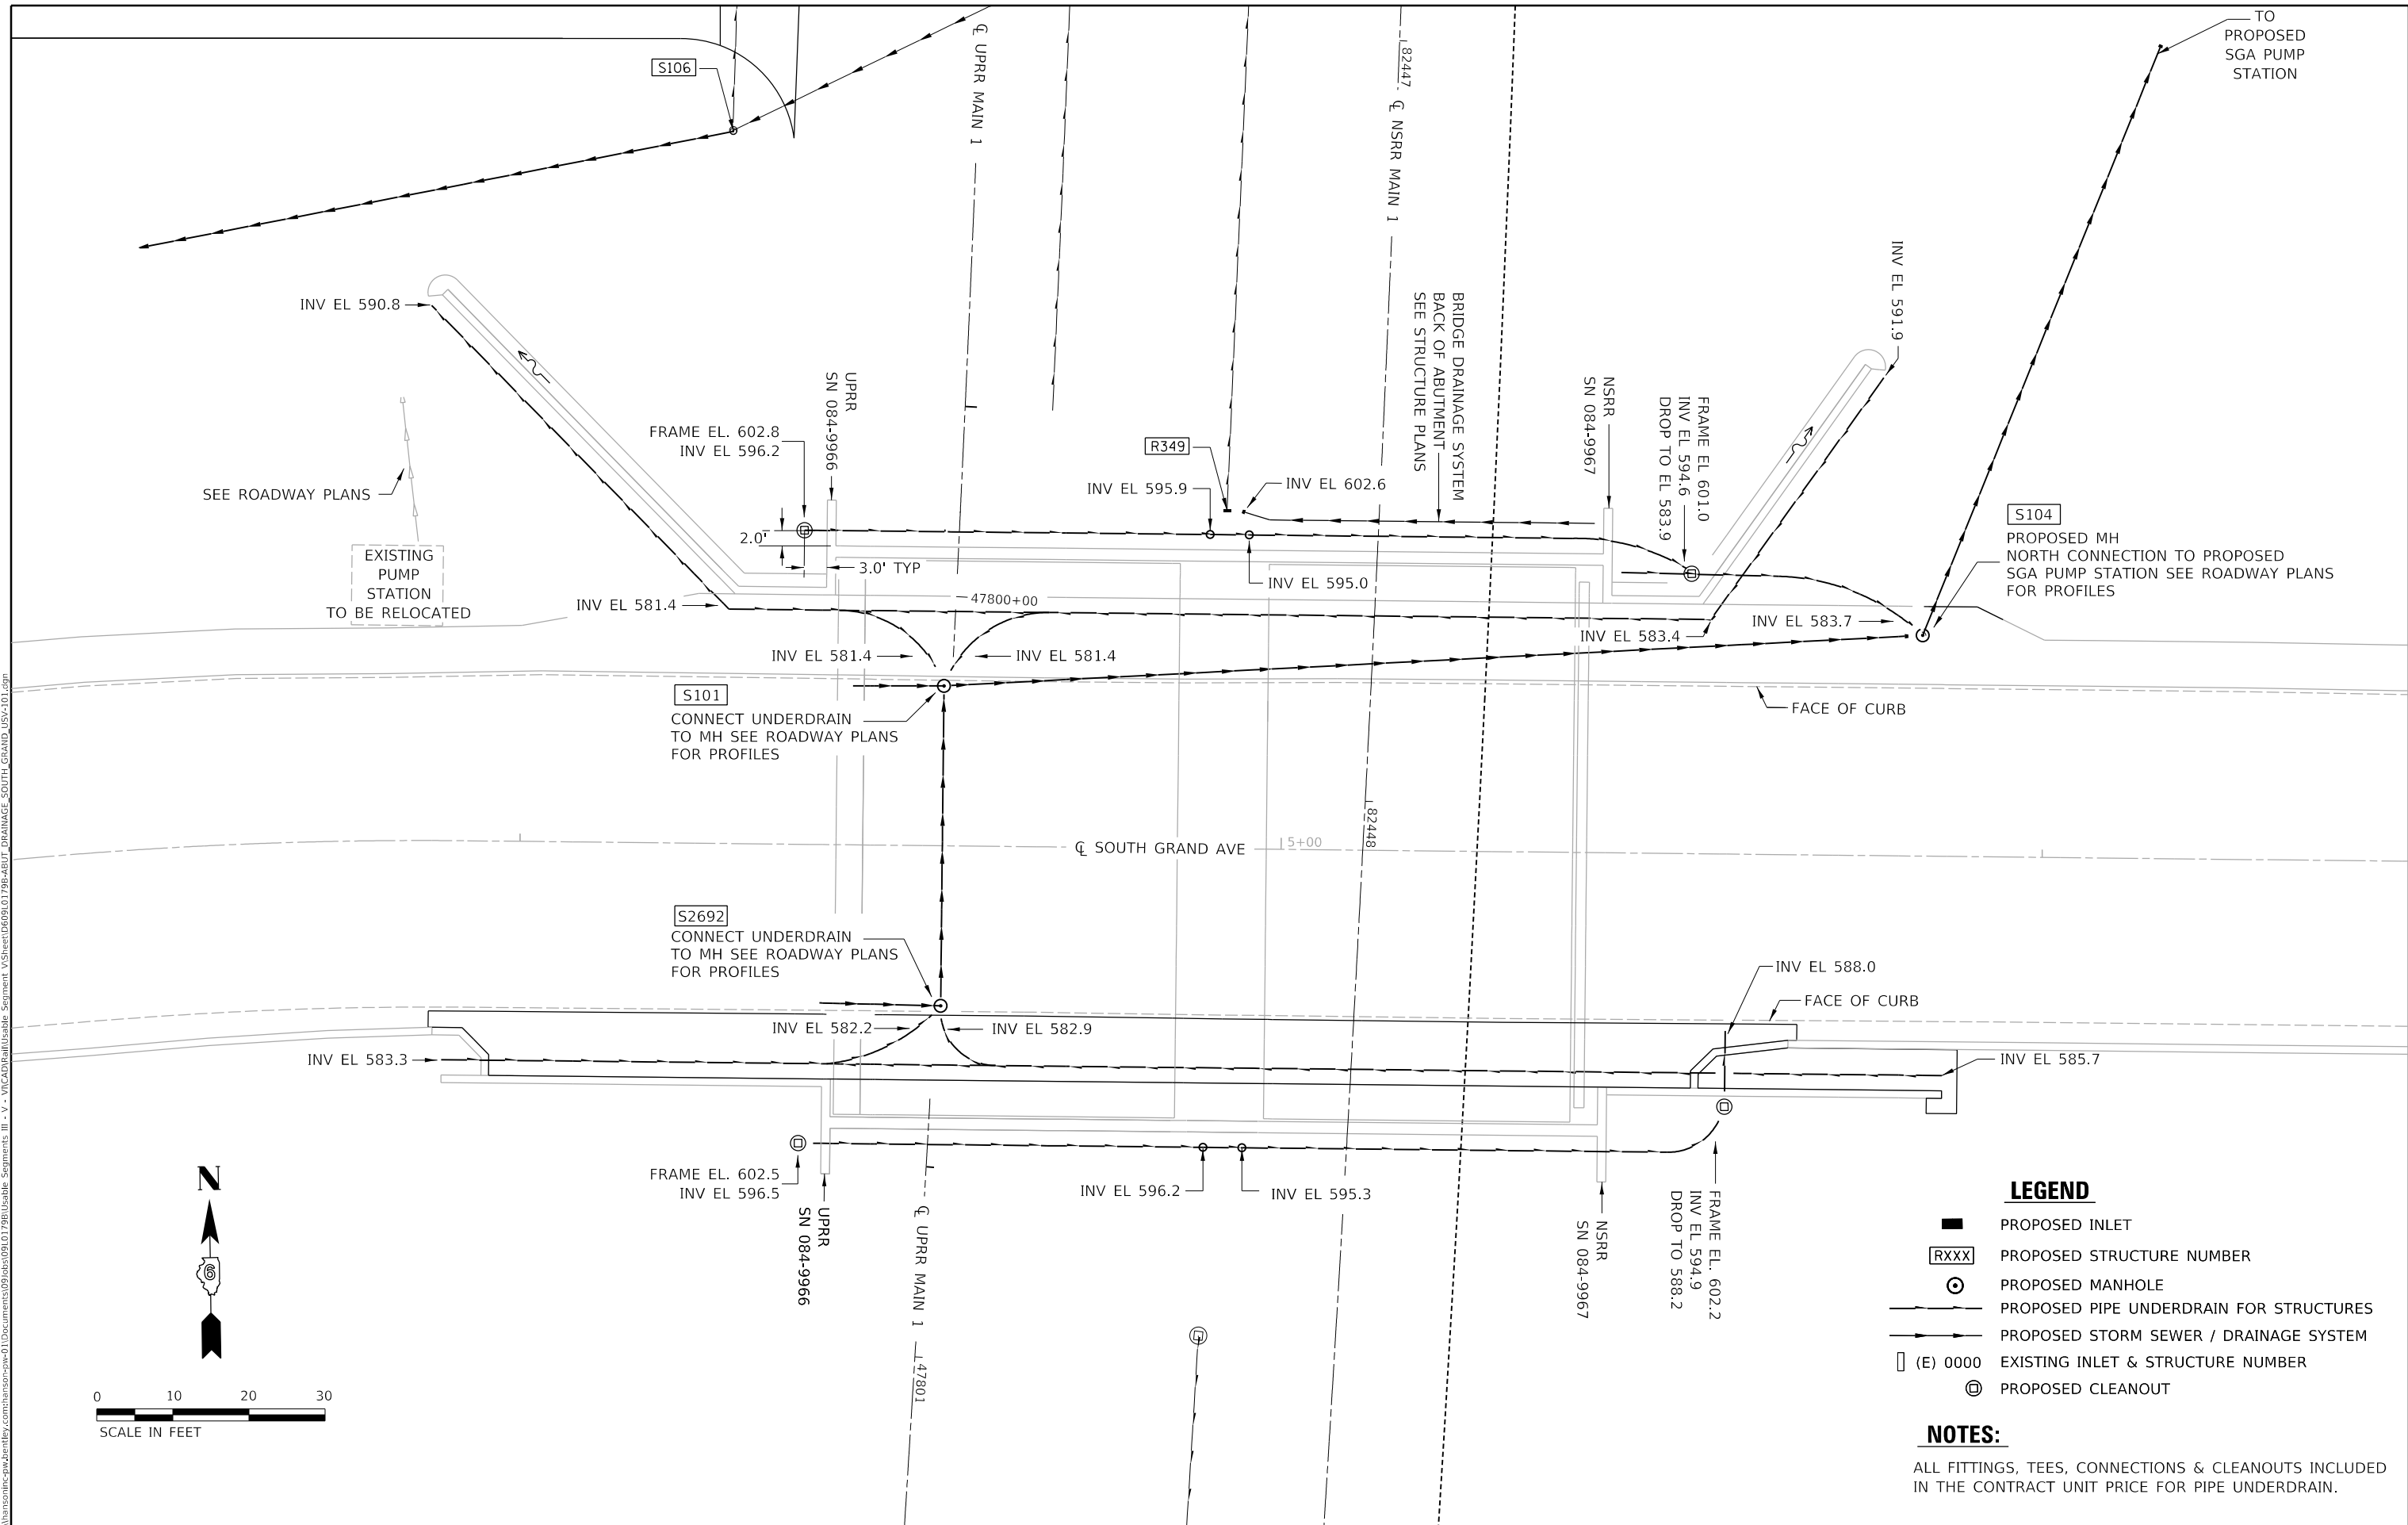 TO
PROPOSED
SGA PUMP
STATION
S106
℄ UPRR MAIN 1
82447
℄ NSRR MAIN 1
INV EL 590.8
INV EL 591.9
BRIDGE DRAINAGE SYSTEM
BACK OF ABUTMENT
SEE STRUCTURE PLANS
UPRR
SN 084-9966
NSRR
SN 084-9967
FRAME EL 601.0
INV EL 594.6
DROP TO EL 583.9
FRAME EL. 602.8
INV EL 596.2
R349
INV EL 595.9
INV EL 602.6
SEE ROADWAY PLANS
2.0'
3.0' TYP
INV EL 595.0
S104
PROPOSED MH
NORTH CONNECTION TO PROPOSED
SGA PUMP STATION SEE ROADWAY PLANS
FOR PROFILES
EXISTING
PUMP
STATION
TO BE RELOCATED
INV EL 581.4
47800+00
INV EL 583.4
INV EL 583.7
INV EL 581.4
INV EL 581.4
S101
CONNECT UNDERDRAIN
TO MH SEE ROADWAY PLANS
FOR PROFILES
FACE OF CURB
82448
℄ SOUTH GRAND AVE
5+00
S2692
CONNECT UNDERDRAIN
TO MH SEE ROADWAY PLANS
FOR PROFILES
INV EL 588.0
FACE OF CURB
INV EL 582.2
INV EL 582.9
INV EL 583.3
INV EL 585.7
FRAME EL. 602.5
INV EL 596.5
INV EL 596.2
INV EL 595.3
UPRR
SN 084-9966
℄ UPRR MAIN 1
47801
NSRR
SN 084-9967
FRAME EL. 602.2
INV EL 594.9
DROP TO 588.2
N
6
0 10 20 30
SCALE IN FEET
LEGEND
PROPOSED INLET
RXXX PROPOSED STRUCTURE NUMBER
PROPOSED MANHOLE
PROPOSED PIPE UNDERDRAIN FOR STRUCTURES
PROPOSED STORM SEWER / DRAINAGE SYSTEM
(E) 0000 EXISTING INLET & STRUCTURE NUMBER
PROPOSED CLEANOUT
NOTES:
ALL FITTINGS, TEES, CONNECTIONS & CLEANOUTS INCLUDED
IN THE CONTRACT UNIT PRICE FOR PIPE UNDERDRAIN.